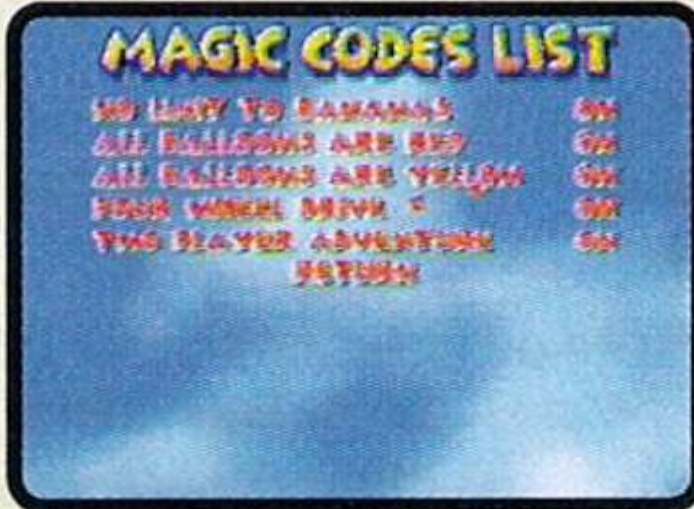 MAGIC CODES LIST
NO LIMIT TO BANANAS ON
ALL BALLOONS ARE RED ON
ALL BALLOONS ARE YELLOW ON
FOUR WHEEL DRIVE ON
TWO PLAYER ADVENTURE ON
RETURN